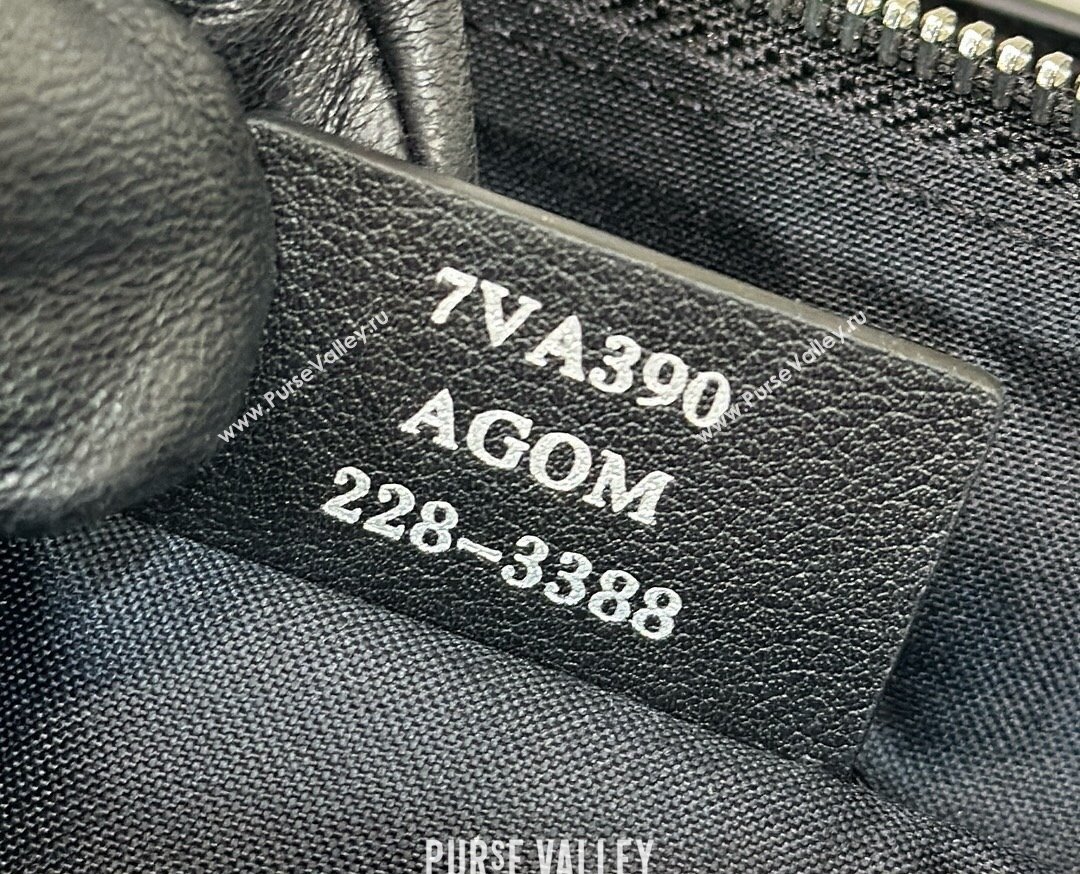 7VA390
AGOM
228-3388
www.PurseValley.ru
www.PurseValley.ru
PURSE VALLEY